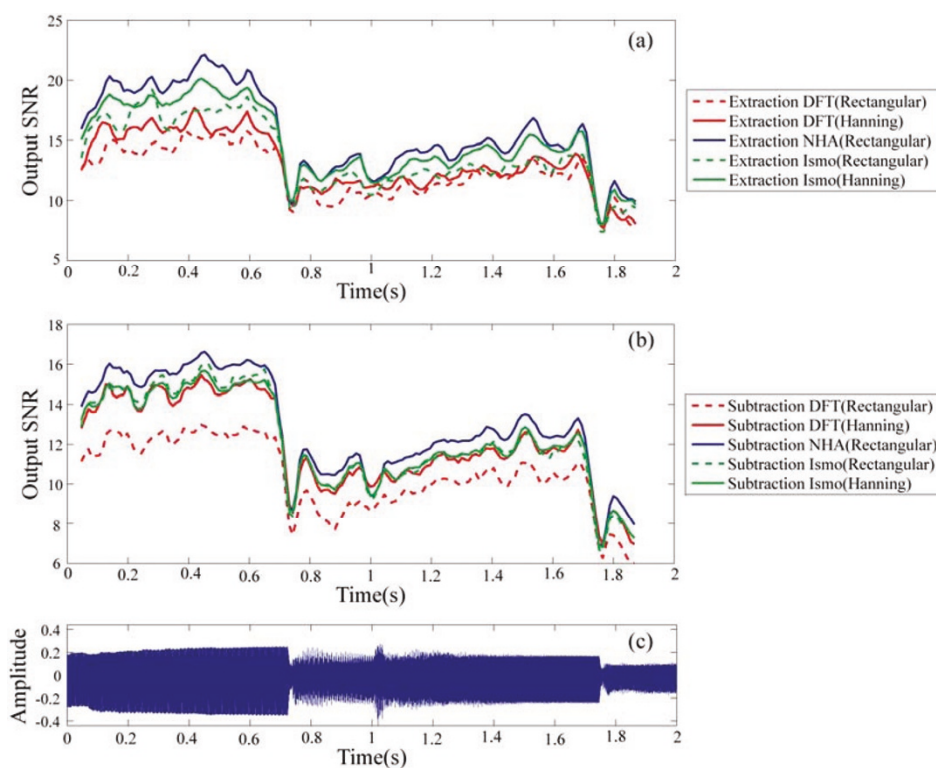 (a)
25
20
15
10
5
Output SNR
0 0.2 0.4 0.6 0.8 1 1.2 1.4 1.6 1.8 2
Time(s)
Extraction DFT(Rectangular)
Extraction DFT(Hanning)
Extraction NHA(Rectangular)
Extraction Ismo(Rectangular)
Extraction Ismo(Hanning)
(b)
18
16
14
12
10
8
6
Output SNR
0 0.2 0.4 0.6 0.8 1 1.2 1.4 1.6 1.8 2
Time(s)
Subtraction DFT(Rectangular)
Subtraction DFT(Hanning)
Subtraction NHA(Rectangular)
Subtraction Ismo(Rectangular)
Subtraction Ismo(Hanning)
(c)
0.4
0.2
0
-0.2
-0.4
Amplitude
0 0.2 0.4 0.6 0.8 1 1.2 1.4 1.6 1.8 2
Time(s)